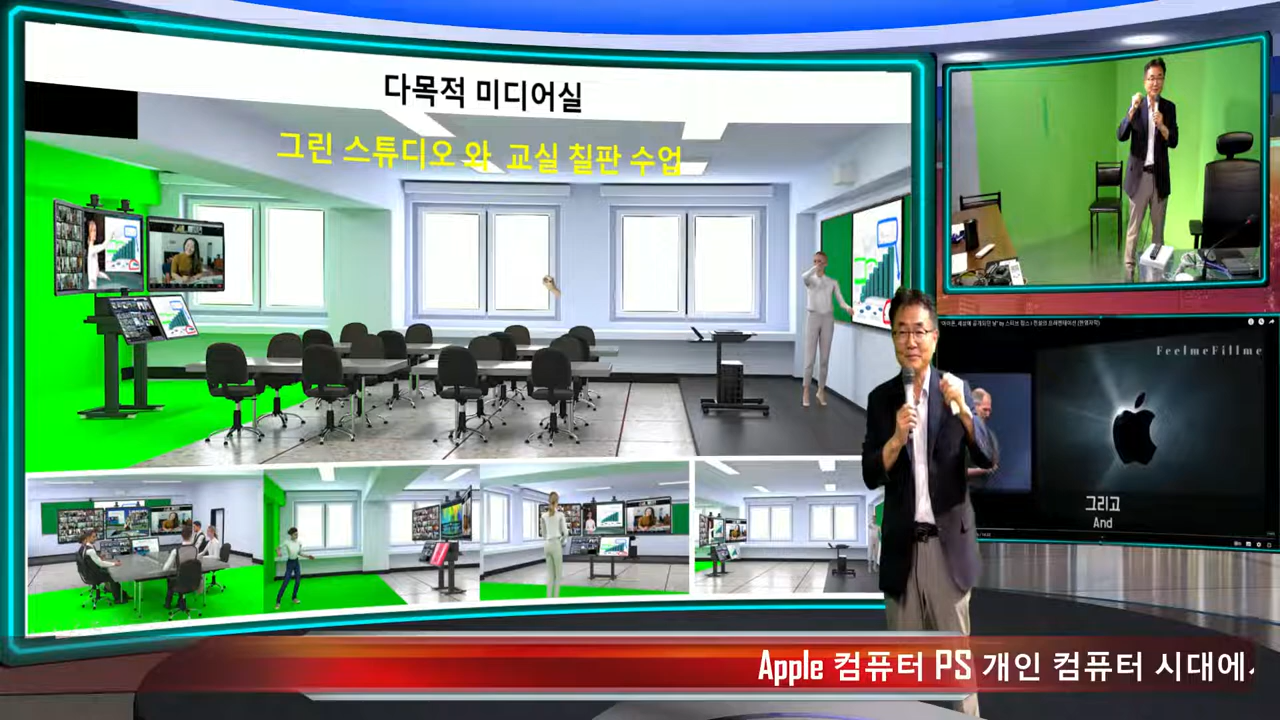 다목적 미디어실
그린 스튜디오 와 교실 칠판 수업
FeelmeFillme
그리고
And
Apple 컴퓨터 PS 개인 컴퓨터 시대에